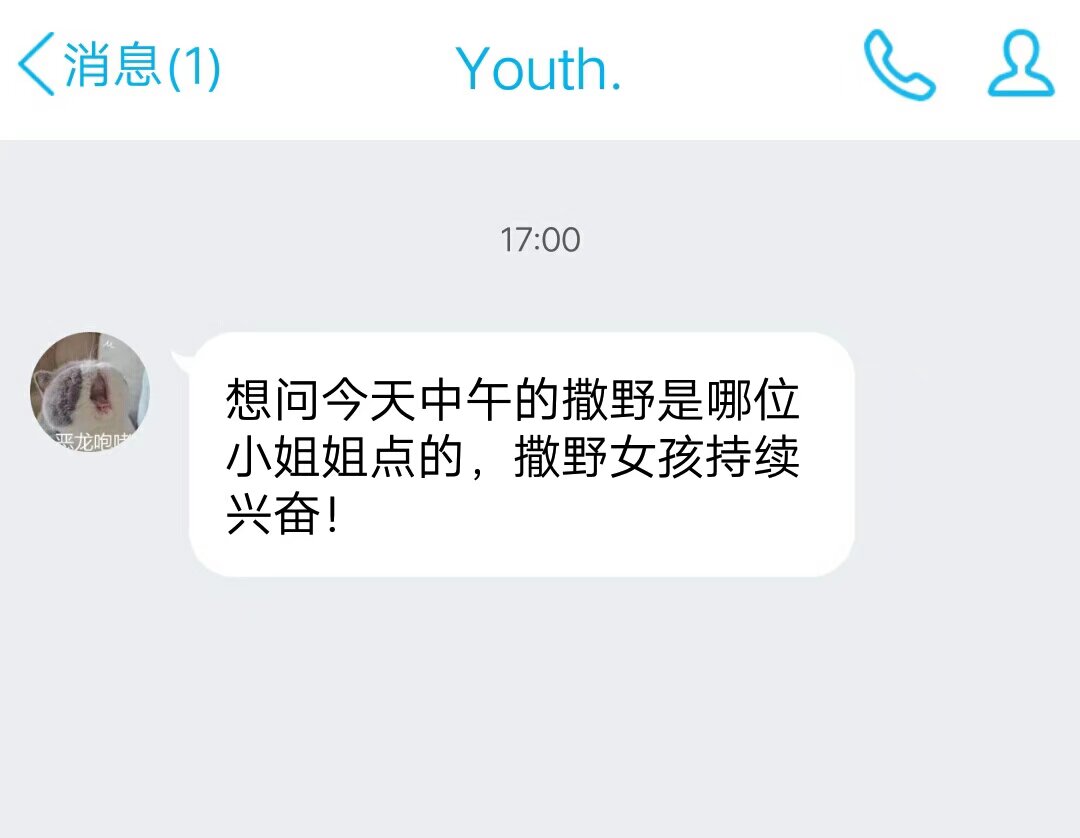 消息(1)
Youth.
17:00
恶龙咆哮
想问今天中午的撒野是哪位
小姐姐点的，撒野女孩持续
兴奋!